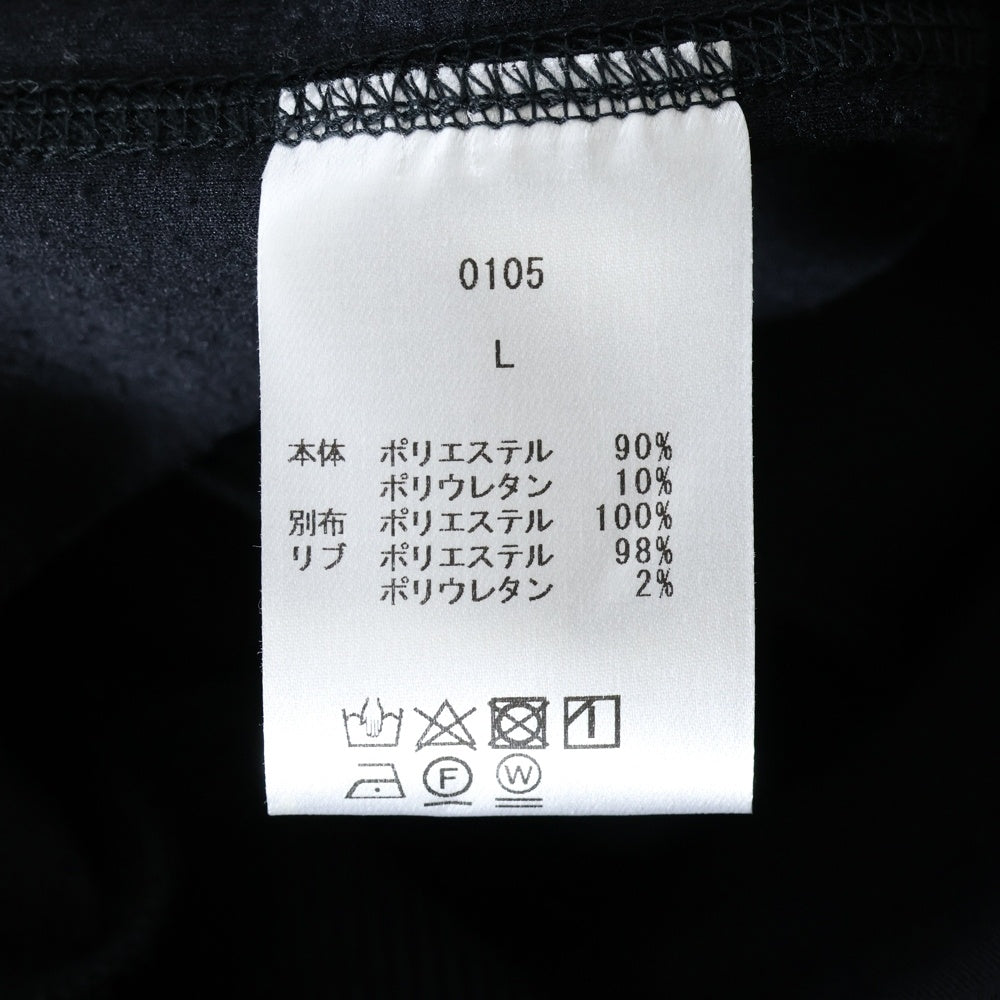 0105
L
本体 ポリエステル 90%
ポリウレタン 10%
別布 ポリエステル 100%
リブ ポリエステル 98%
ポリウレタン 2%
F W